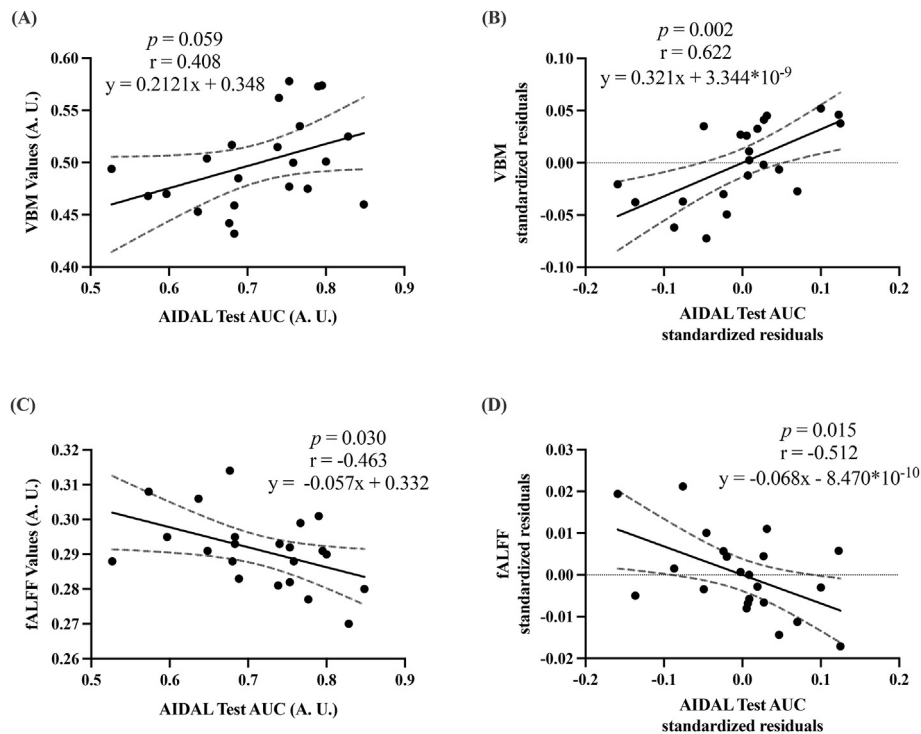 (A)
p = 0.059
r = 0.408
y = 0.2121x + 0.348
VBM Values (A. U.)
0.60
0.55
0.50
0.45
0.40
0.5 0.6 0.7 0.8 0.9
AIDAL Test AUC (A. U.)
(B)
p = 0.002
r = 0.622
y = 0.321x + 3.344*10-9
VBM
standardized residuals
0.10
0.05
0.00
-0.05
-0.10
-0.2 -0.1 0.0 0.1 0.2
AIDAL Test AUC
standardized residuals
(C)
p = 0.030
r = -0.463
y = -0.057x + 0.332
fALFF Values (A. U.)
0.32
0.31
0.30
0.29
0.28
0.27
0.26
0.5 0.6 0.7 0.8 0.9
AIDAL Test AUC (A. U.)
(D)
p = 0.015
r = -0.512
y = -0.068x - 8.470*10-10
fALFF
standardized residuals
0.03
0.02
0.01
0.00
-0.01
-0.02
-0.2 -0.1 0.0 0.1 0.2
AIDAL Test AUC
standardized residuals